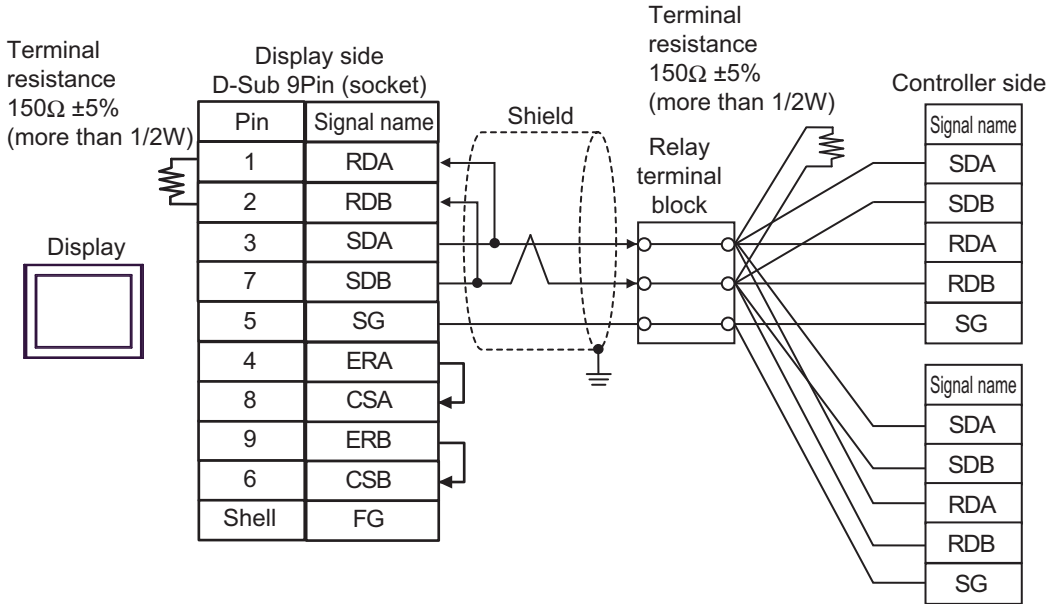 Terminal
resistance
150Ω ±5%
(more than 1/2W)
Display side
D-Sub 9Pin (socket)
Pin Signal name
1 RDA
2 RDB
3 SDA
7 SDB
5 SG
4 ERA
8 CSA
9 ERB
6 CSB
Shell FG
Display
Shield
Terminal
resistance
150Ω ±5%
(more than 1/2W)
Relay
terminal
block
Controller side
Signal name
SDA
SDB
RDA
RDB
SG
Signal name
SDA
SDB
RDA
RDB
SG